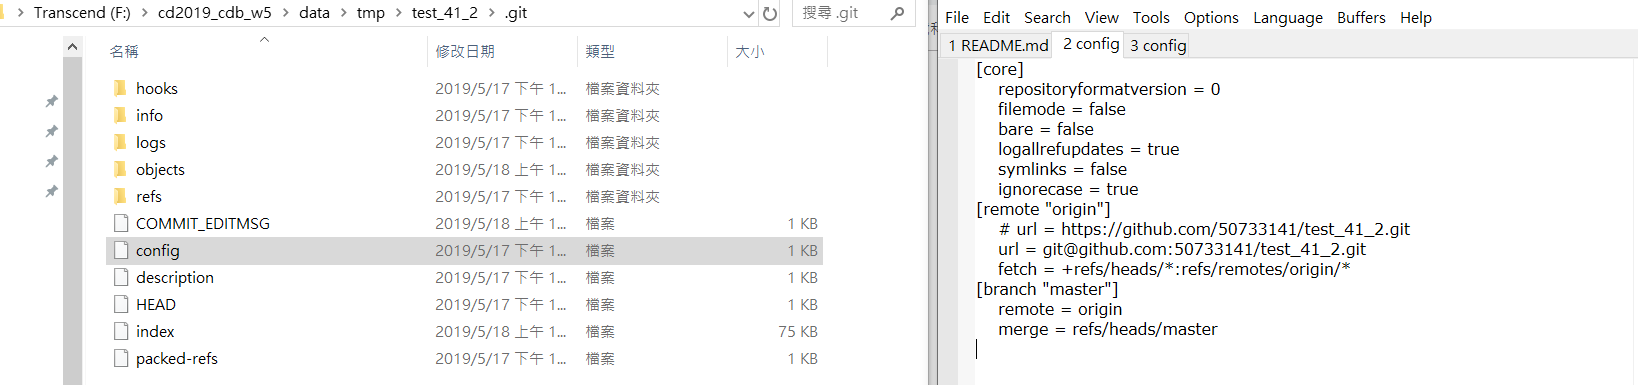 Transcend (F:) > cd2019_cdb_w5 > data > tmp > test_41_2 > .git
搜尋 .git
名稱 修改日期 類型 大小
hooks 2019/5/17 下午 1... 檔案資料夾
info 2019/5/17 下午 1... 檔案資料夾
logs 2019/5/17 下午 1... 檔案資料夾
objects 2019/5/18 上午 1... 檔案資料夾
refs 2019/5/17 下午 1... 檔案資料夾
COMMIT_EDITMSG 2019/5/18 上午 1... 檔案 1 KB
config 2019/5/17 下午 1... 檔案 1 KB
description 2019/5/17 下午 1... 檔案 1 KB
HEAD 2019/5/17 下午 1... 檔案 1 KB
index 2019/5/18 上午 1... 檔案 75 KB
packed-refs 2019/5/17 下午 1... 檔案 1 KB
File Edit Search View Tools Options Language Buffers Help
1 README.md 2 config 3 config
[core]
repositoryformatversion = 0
filemode = false
bare = false
logallrefupdates = true
symlinks = false
ignorecase = true
[remote "origin"]
# url = https://github.com/50733141/test_41_2.git
url = git@github.com:50733141/test_41_2.git
fetch = +refs/heads/*:refs/remotes/origin/*
[branch "master"]
remote = origin
merge = refs/heads/master